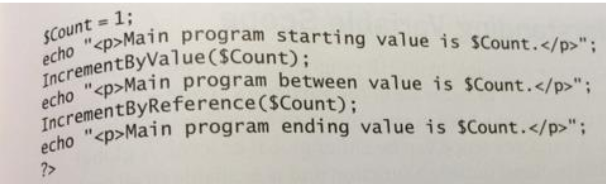 $Count = 1;
echo "<p>Main program starting value is $Count.</p>";
IncrementByValue($Count);
echo "<p>Main program between value is $Count.</p>";
IncrementByReference($Count);
echo "<p>Main program ending value is $Count.</p>";
?>